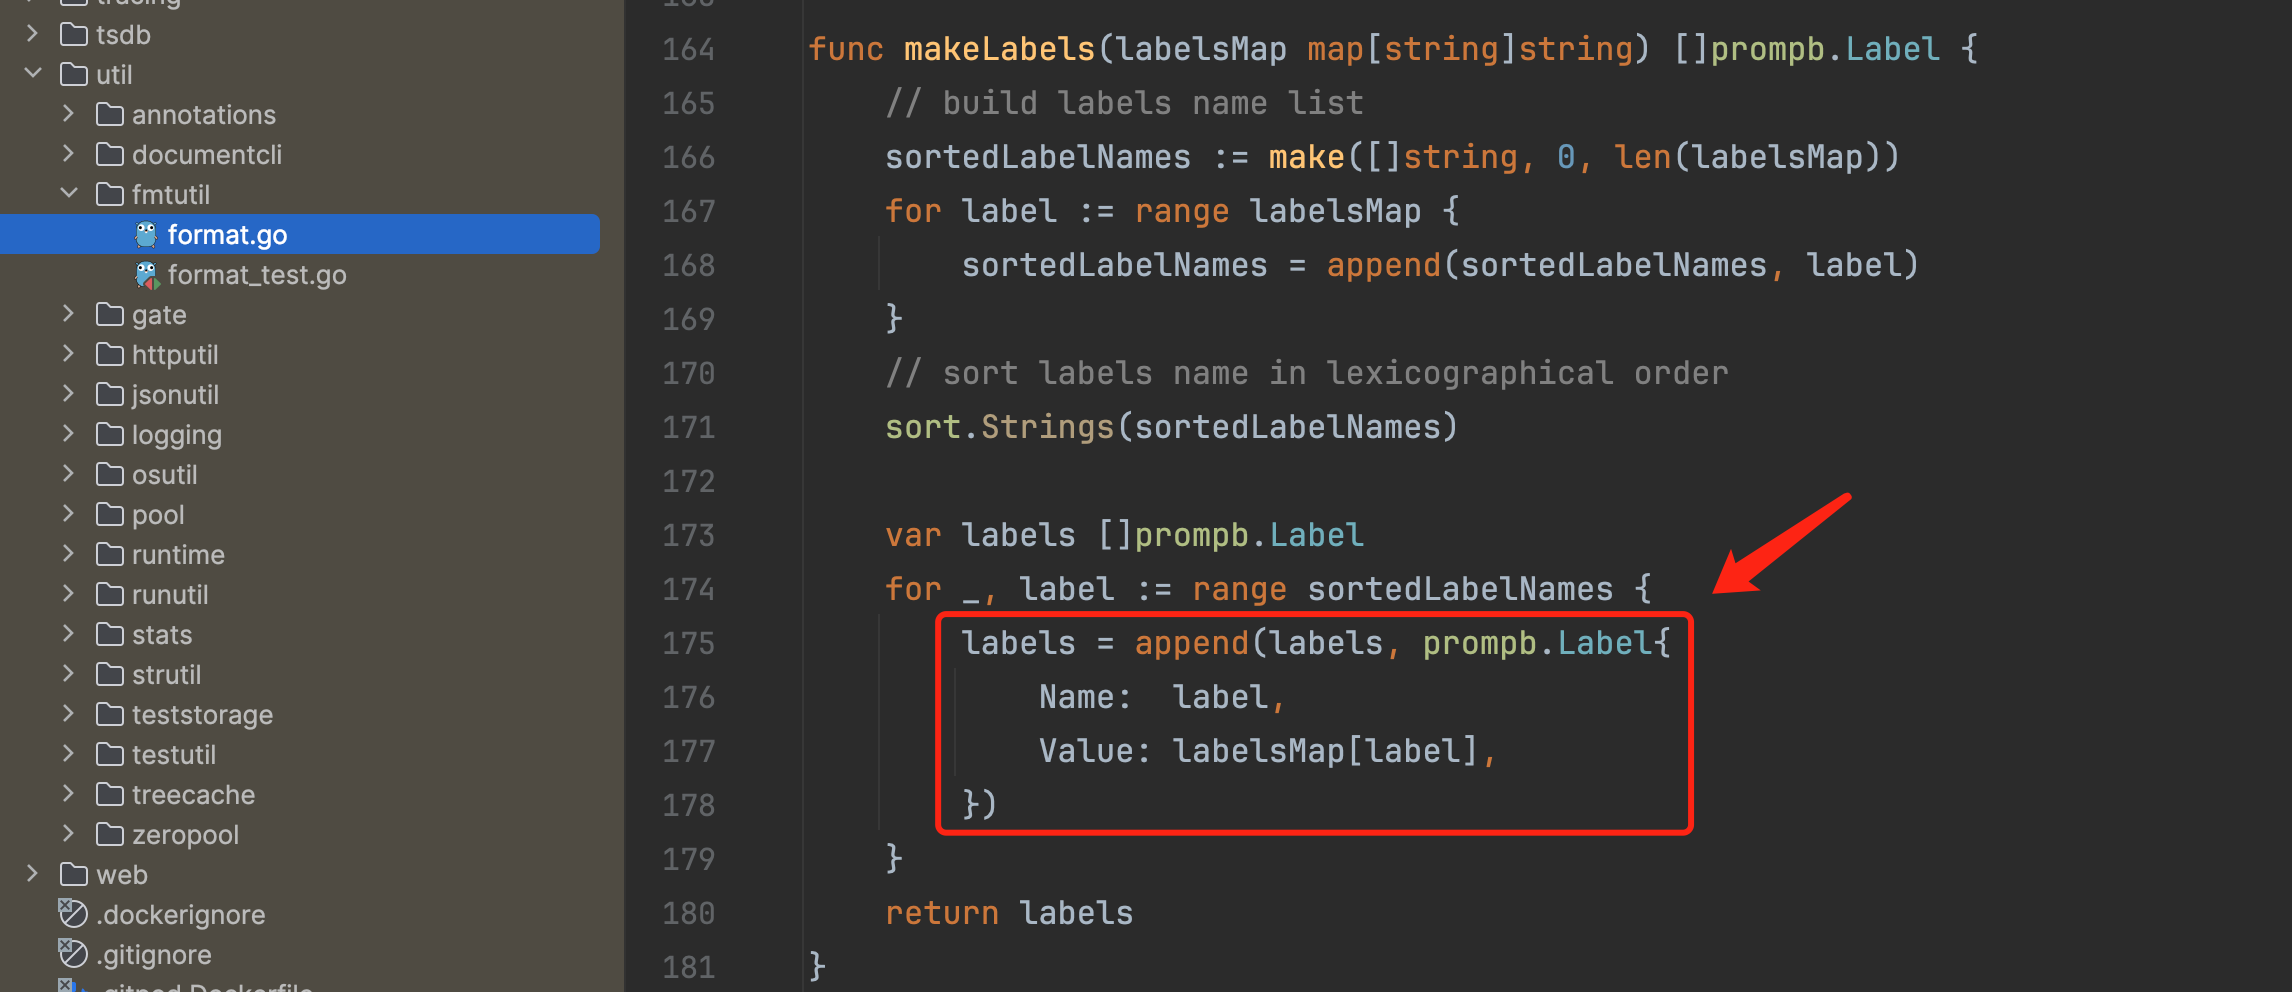 tracing
tsdb
util
annotations
documentcli
fmtutil
format.go
format_test.go
gate
httputil
jsonutil
logging
osutil
pool
runtime
runutil
stats
strutil
teststorage
testutil
treecache
zeropool
web
.dockerignore
.gitignore
.gitpod.Dockerfile
163
164 func makeLabels(labelsMap map[string]string) []prompb.Label {
165 // build labels name list
166 sortedLabelNames := make([]string, 0, len(labelsMap))
167 for label := range labelsMap {
168 sortedLabelNames = append(sortedLabelNames, label)
169 }
170 // sort labels name in lexicographical order
171 sort.Strings(sortedLabelNames)
172
173 var labels []prompb.Label
174 for _, label := range sortedLabelNames {
175 labels = append(labels, prompb.Label{
176 Name: label,
177 Value: labelsMap[label],
178 })
179 }
180 return labels
181 }